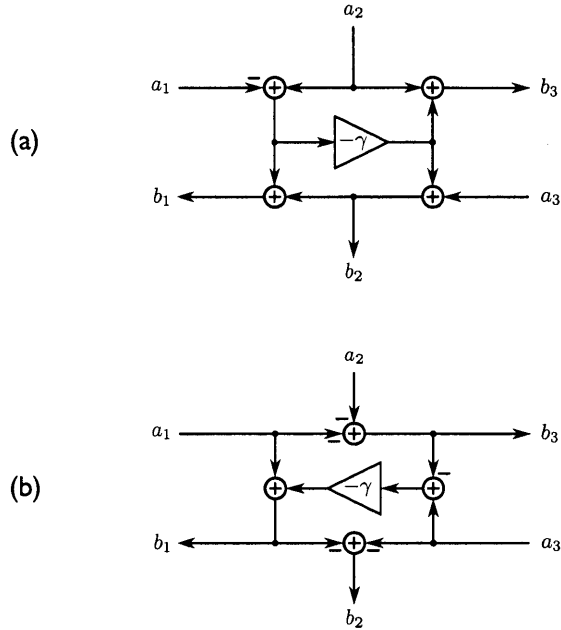 a₂
a₁ − + + b₃
(a) −γ
b₁ + + a₃
b₂
a₂
−
a₁ − + b₃
(b) + −γ + −
b₁ − + − a₃
b₂